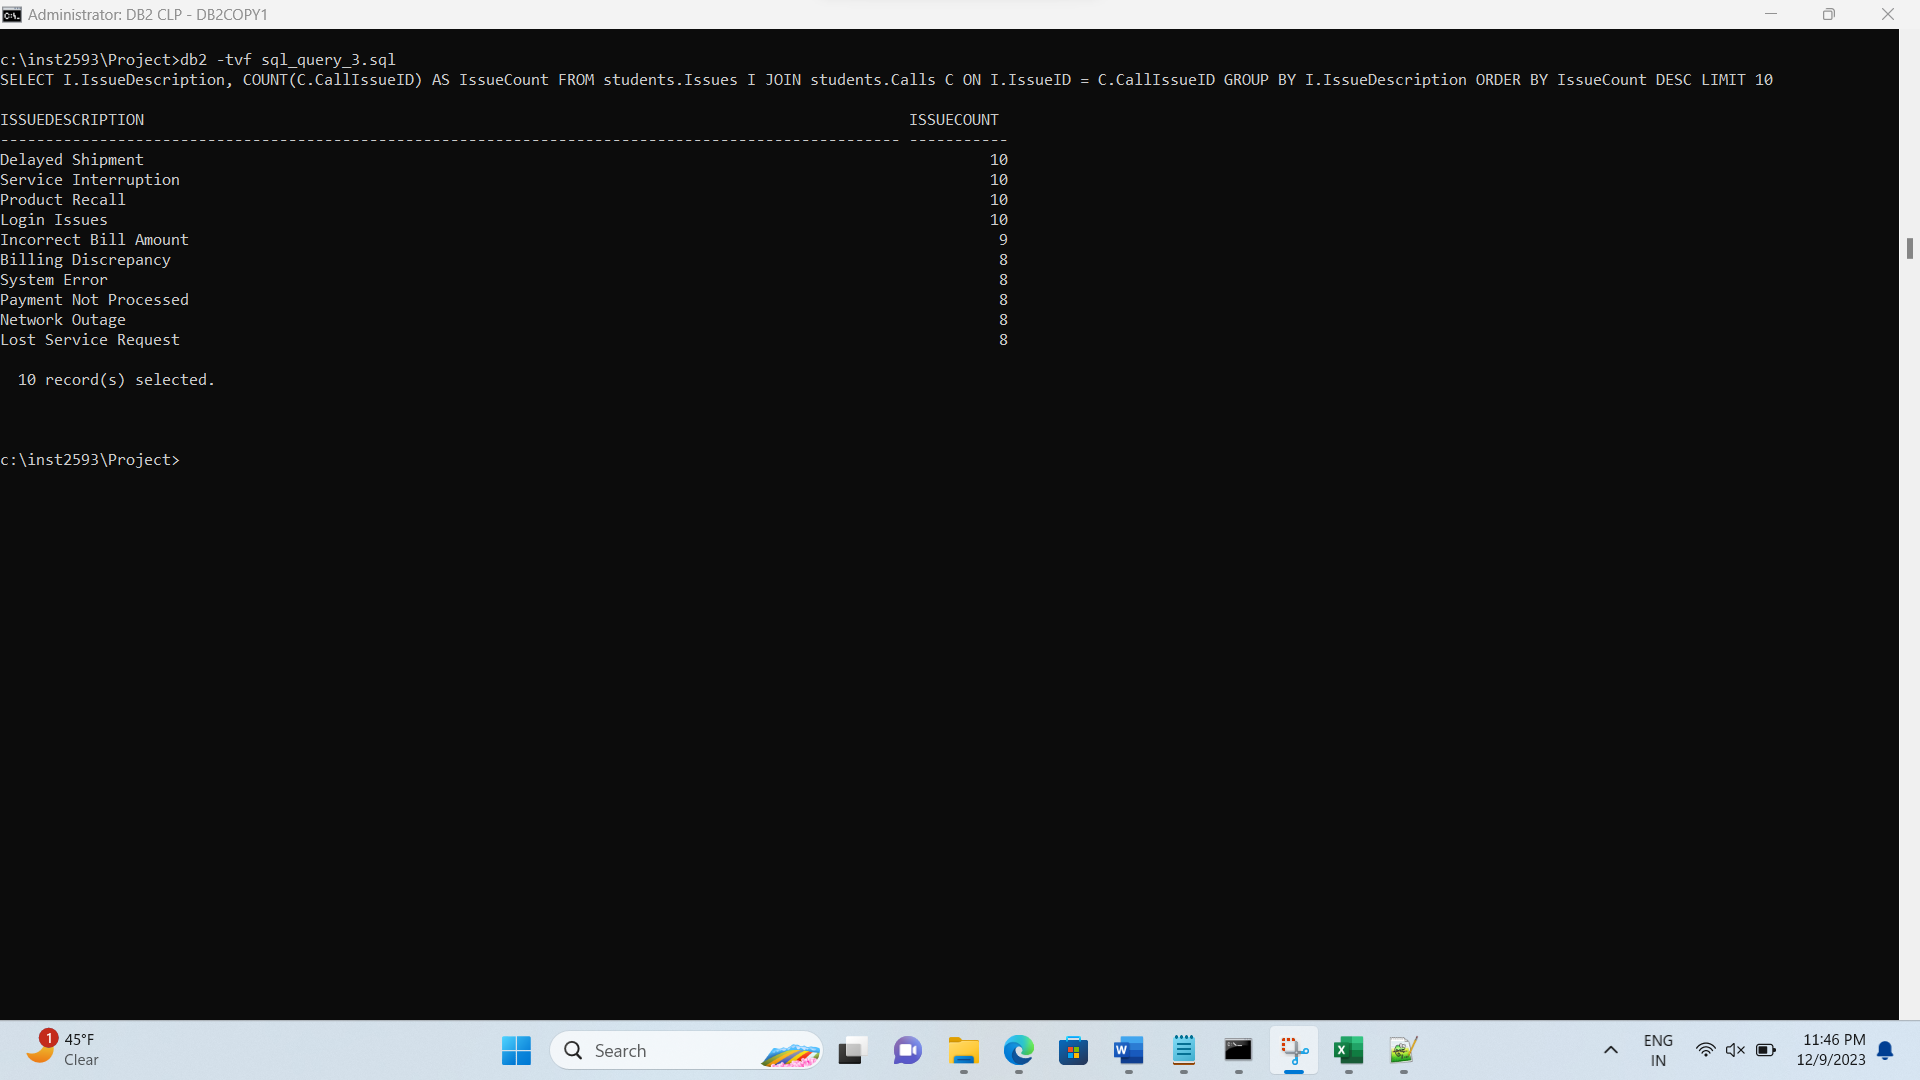 Administrator: DB2 CLP - DB2COPY1
c:\inst2593\Project>db2 -tvf sql_query_3.sql
SELECT I.IssueDescription, COUNT(C.CallIssueID) AS IssueCount FROM students.Issues I JOIN students.Calls C ON I.IssueID = C.CallIssueID GROUP BY I.IssueDescription ORDER BY IssueCount DESC LIMIT 10
ISSUEDESCRIPTION ISSUECOUNT
---------------------------------------------------------------------------------------------------- -----------
Delayed Shipment 10
Service Interruption 10
Product Recall 10
Login Issues 10
Incorrect Bill Amount 9
Billing Discrepancy 8
System Error 8
Payment Not Processed 8
Network Outage 8
Lost Service Request 8
10 record(s) selected.
c:\inst2593\Project>
1 45°F
Clear
Search
ENG
IN
11:46 PM
12/9/2023